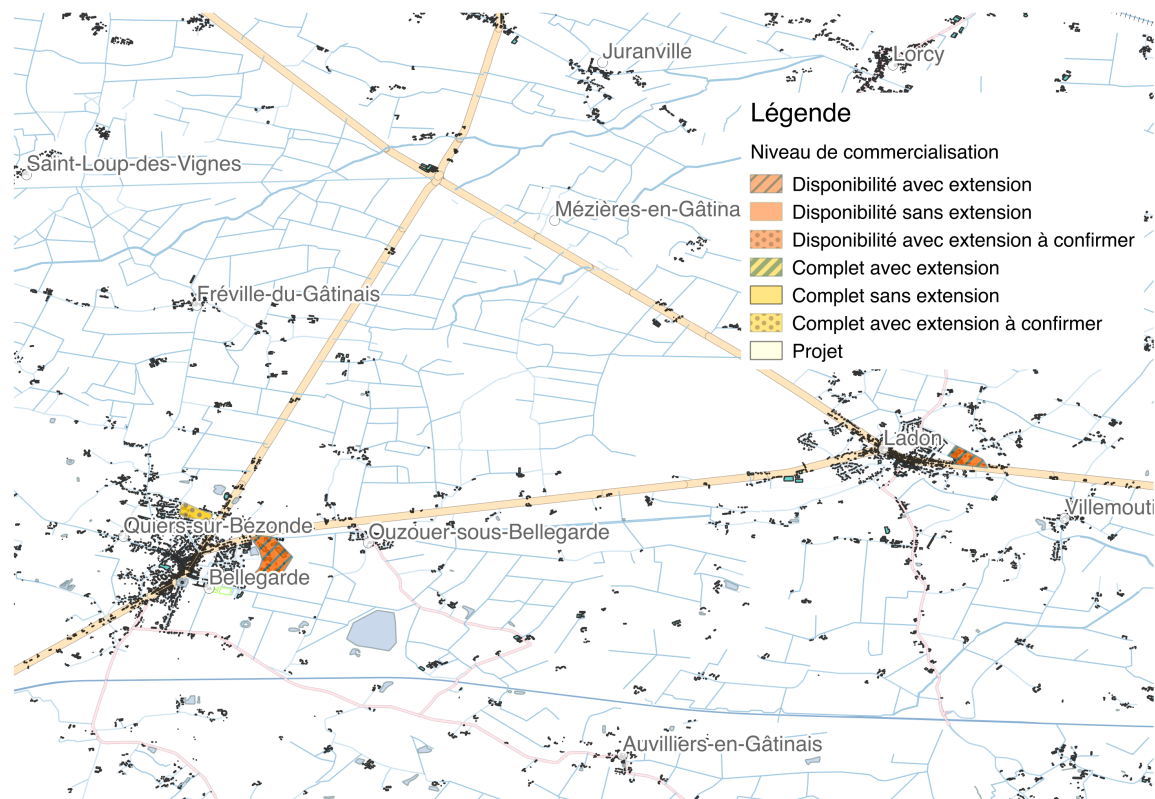 Juranville
Lorcy
Légende
Niveau de commercialisation
Saint-Loup-des-Vignes
Disponibilité avec extension
Mézières-en-Gâtina
Disponibilité sans extension
Disponibilité avec extension à confirmer
Complet avec extension
Fréville-du-Gâtinais
Complet sans extension
Complet avec extension à confirmer
Projet
Ladon
Villemouti
Quiers-sur-Bézonde
Ouzouer-sous-Bellegarde
Bellegarde
Auvilliers-en-Gâtinais